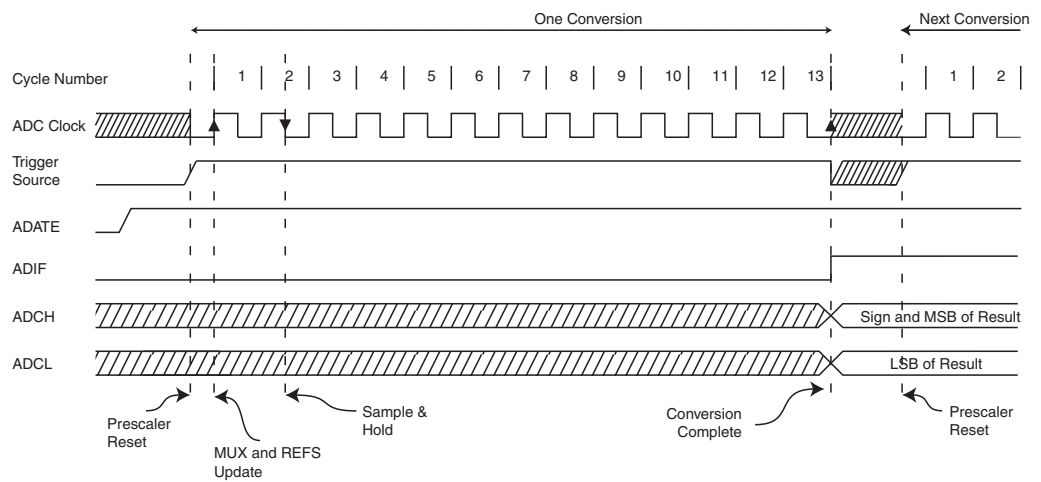 One Conversion
Next Conversion
Cycle Number
1 2 3 4 5 6 7 8 9 10 11 12 13 1 2
ADC Clock
Trigger
Source
ADATE
ADIF
ADCH
Sign and MSB of Result
ADCL
LSB of Result
Prescaler
Reset
MUX and REFS
Update
Sample &
Hold
Conversion
Complete
Prescaler
Reset